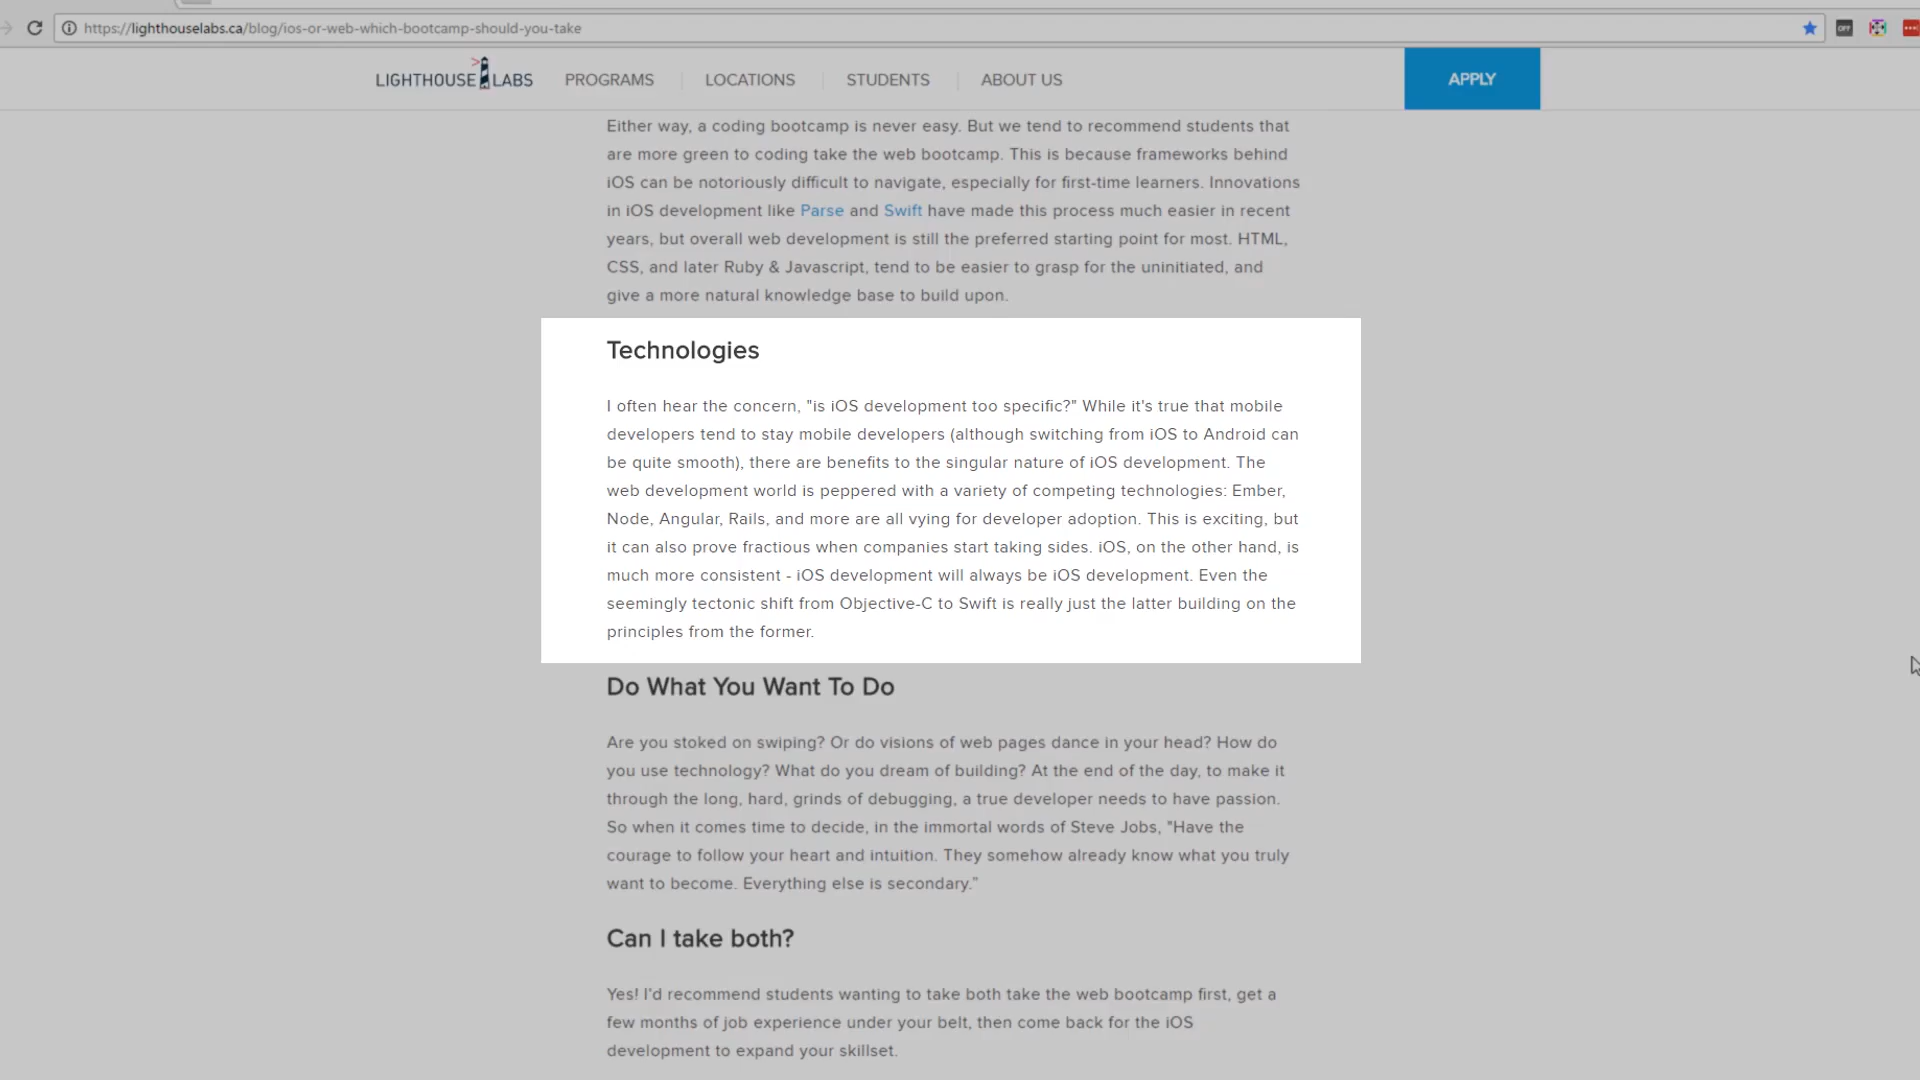 https://lighthouselabs.ca/blog/ios-or-web-which-bootcamp-should-you-take
OFF
LIGHTHOUSE LABS PROGRAMS LOCATIONS STUDENTS ABOUT US APPLY
Either way, a coding bootcamp is never easy. But we tend to recommend students that
are more green to coding take the web bootcamp. This is because frameworks behind
iOS can be notoriously difficult to navigate, especially for first-time learners. Innovations
in iOS development like Parse and Swift have made this process much easier in recent
years, but overall web development is still the preferred starting point for most. HTML,
CSS, and later Ruby & Javascript, tend to be easier to grasp for the uninitiated, and
give a more natural knowledge base to build upon.
Technologies
I often hear the concern, "is iOS development too specific?" While it's true that mobile
developers tend to stay mobile developers (although switching from iOS to Android can
be quite smooth), there are benefits to the singular nature of iOS development. The
web development world is peppered with a variety of competing technologies: Ember,
Node, Angular, Rails, and more are all vying for developer adoption. This is exciting, but
it can also prove fractious when companies start taking sides. iOS, on the other hand, is
much more consistent - iOS development will always be iOS development. Even the
seemingly tectonic shift from Objective-C to Swift is really just the latter building on the
principles from the former.
Do What You Want To Do
Are you stoked on swiping? Or do visions of web pages dance in your head? How do
you use technology? What do you dream of building? At the end of the day, to make it
through the long, hard, grinds of debugging, a true developer needs to have passion.
So when it comes time to decide, in the immortal words of Steve Jobs, "Have the
courage to follow your heart and intuition. They somehow already know what you truly
want to become. Everything else is secondary."
Can I take both?
Yes! I'd recommend students wanting to take both take the web bootcamp first, get a
few months of job experience under your belt, then come back for the iOS
development to expand your skillset.